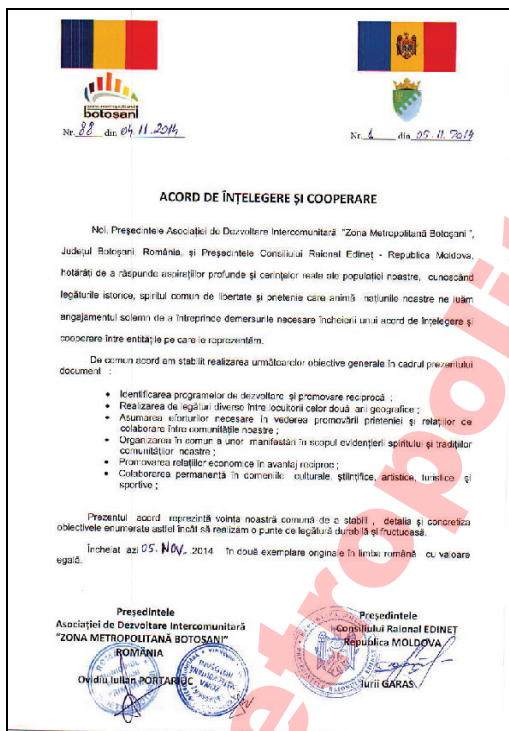 botosani
Nr. 88 din 04.11.2014
Nr. 1 din 05.11.2014
ACORD DE ÎNȚELEGERE ȘI COOPERARE
Noi, Președintele Asociației de Dezvoltare Intercomunitară "Zona Metropolitană Botoșani",
Județul Botoșani, România, și Președintele Consiliului Raional Edineț - Republica Moldova,
hotărâți de a răspunde aspirațiilor profunde și cerințelor reale ale populației noastre, cunoscând
legăturile istorice, spiritul comun de libertate și prietenie care animă națiunile noastre ne luăm
angajamentul solemn de a întreprinde demersurile necesare încheierii unui acord de înțelegere și
cooperare între entitățile pe care le reprezentăm.
De comun acord am stabilit realizarea următoarelor obiective generale în cadrul prezentului
document :
• Identificarea programelor de dezvoltare și promovare reciprocă ;
• Realizarea de legături diverse între locuitorii celor două arii geografice ;
• Asumarea eforturilor necesare în vederea promovării prieteniei și relațiilor de
colaborare între comunitățile noastre ;
• Organizarea în comun a unor manifestări în scopul evidențierii spiritului și tradițiilor
comunităților noastre ;
• Promovarea relațiilor economice în avantaj reciproc ;
• Colaborarea permanentă în domeniile culturale, științifice, artistice, turistice și
sportive ;
Prezentul acord reprezintă voința noastră comună de a stabili , detalia și concretiza
obiectivele enumerate astfel încât să realizăm o punte de legătură durabilă și fructuoasă.
Încheiat azi 05. NOV. 2014 în două exemplare originale în limba română cu valoare
egală.
Președintele
Asociației de Dezvoltare Intercomunitară
"ZONA METROPOLITANĂ BOTOSANI"
ROMÂNIA
Ovidiu Iulian PORTARIUC
Președintele
Consiliului Raional EDINEȚ
Republica MOLDOVA
Iurii GARAS
etropoli